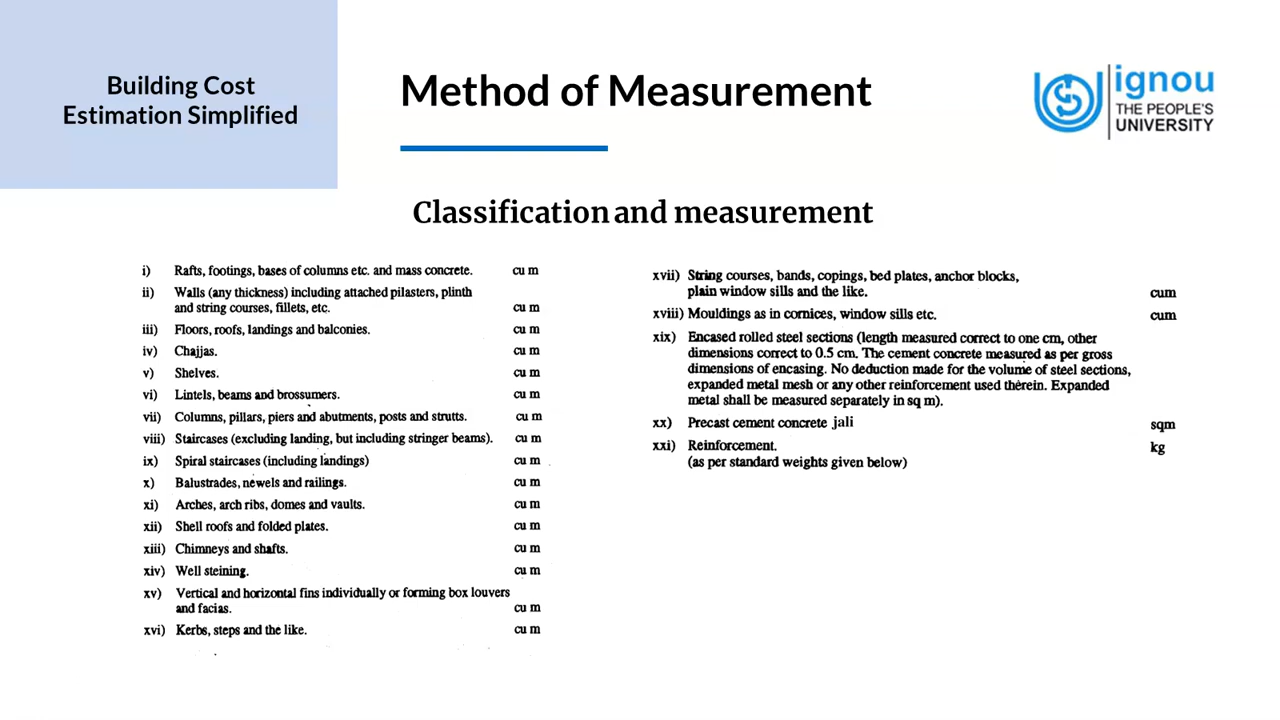 Building Cost
Estimation Simplified
Method of Measurement
ignou
THE PEOPLE'S
UNIVERSITY
Classification and measurement
i) Rafts, footings, bases of columns etc. and mass concrete. cu m
ii) Walls (any thickness) including attached pilasters, plinth
and string courses, fillets, etc. cu m
iii) Floors, roofs, landings and balconies. cu m
iv) Chajjas. cu m
v) Shelves. cu m
vi) Lintels, beams and brossumers. cu m
vii) Columns, pillars, piers and abutments, posts and strutts. cu m
viii) Staircases (excluding landing, but including stringer beams). cu m
ix) Spiral staircases (including landings) cu m
x) Balustrades, newels and railings. cu m
xi) Arches, arch ribs, domes and vaults. cu m
xii) Shell roofs and folded plates. cu m
xiii) Chimneys and shafts. cu m
xiv) Well steining. cu m
xv) Vertical and horizontal fins individually or forming box louvers
and facias. cu m
xvi) Kerbs, steps and the like. cu m
xvii) String courses, bands, copings, bed plates, anchor blocks,
plain window sills and the like. cum
xviii) Mouldings as in cornices, window sills etc. cum
xix) Encased rolled steel sections (length measured correct to one cm, other
dimensions correct to 0.5 cm. The cement concrete measured as per gross
dimensions of encasing. No deduction made for the volume of steel sections,
expanded metal mesh or any other reinforcement used therein. Expanded
metal shall be measured separately in sq m).
xx) Precast cement concrete jali sqm
xxi) Reinforcement. kg
(as per standard weights given below)